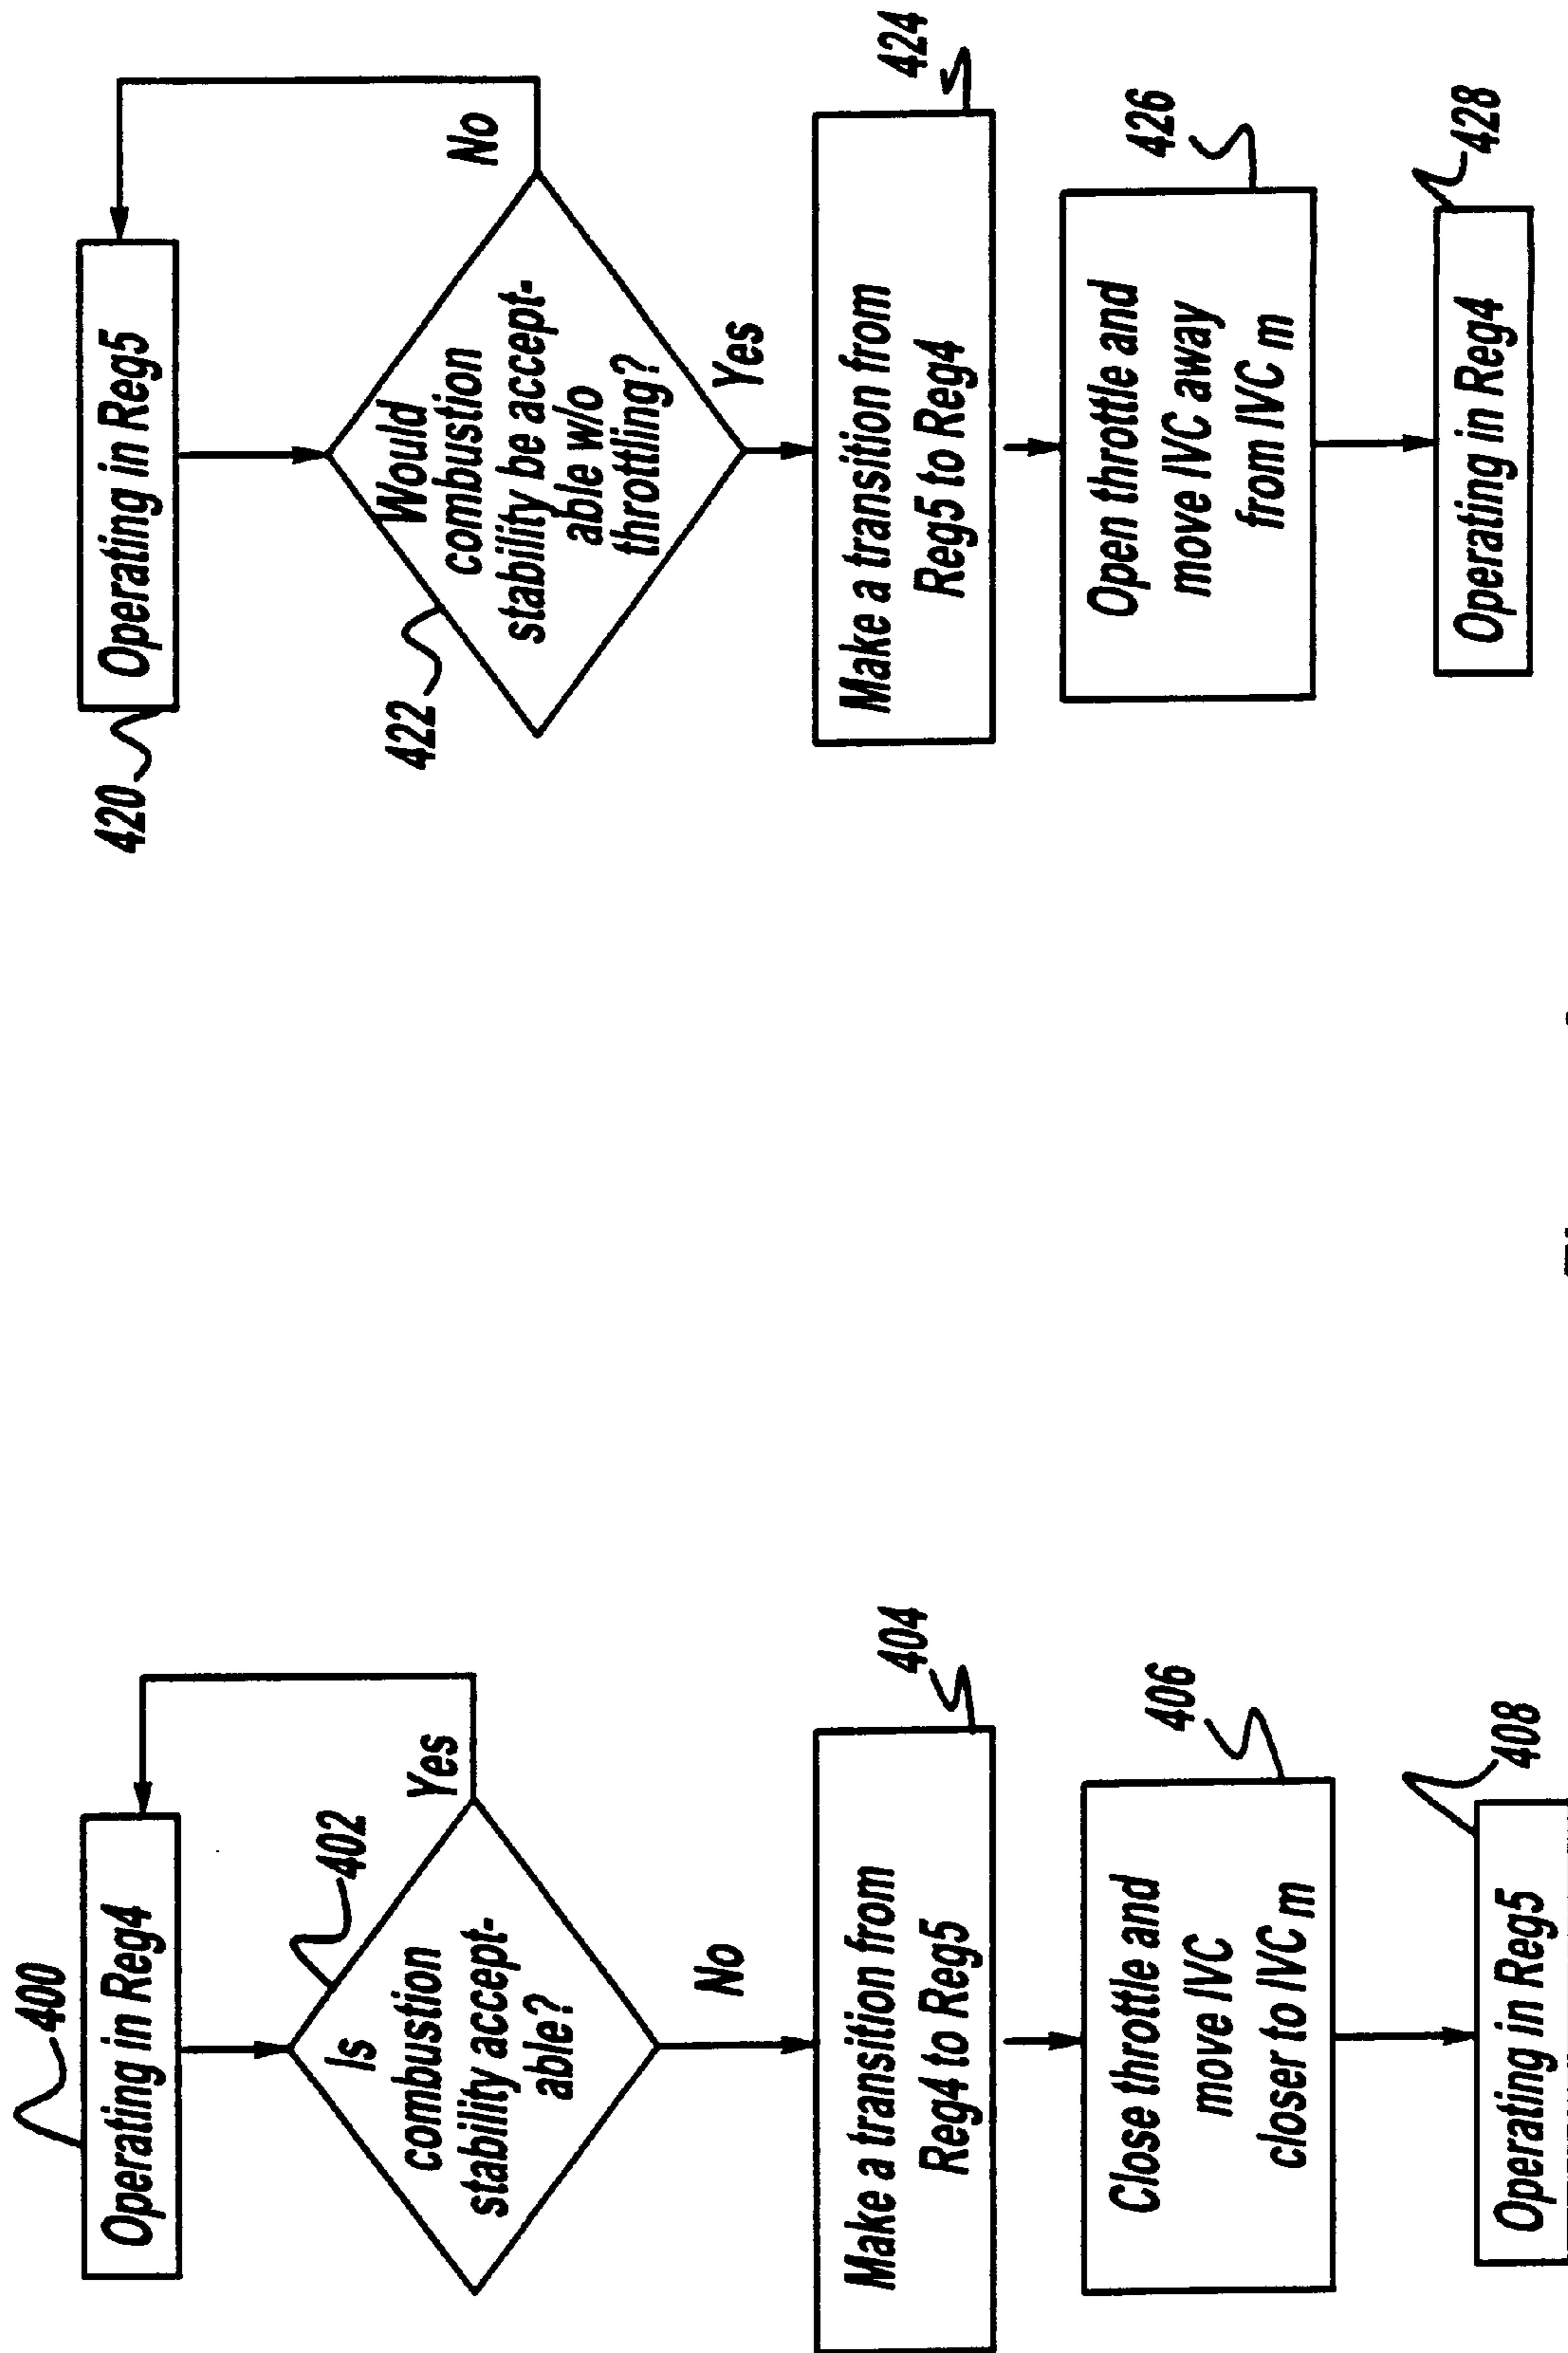 400
Operating in Reg4
402
Is
combustion
stability accept-
able?
Yes
No
Make a transition from
Reg4 to Reg5
404
Close throttle and
move IVC
closer to IVC m
406
Operating in Reg5
408
420
Operating in Reg5
422
Would
combustion
stability be accept-
able w/o
throttling?
No
Yes
Make a transition from
Reg5 to Reg4
424
Open throttle and
move IVC away
from IVC m
426
Operating in Reg4
428